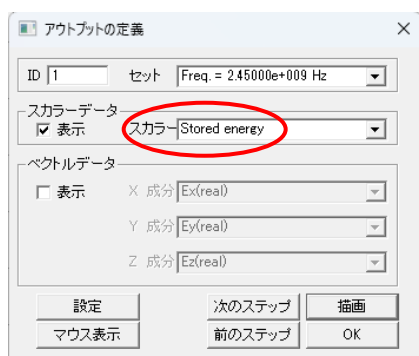 アウトプットの定義
ID 1 セット Freq. = 2.45000e+009 Hz
スカラーデータ
表示 スカラー Stored energy
ベクトルデータ
表示 X 成分 Ex(real)
Y 成分 Ey(real)
Z 成分 Ez(real)
設定 次のステップ 描画
マウス表示 前のステップ OK